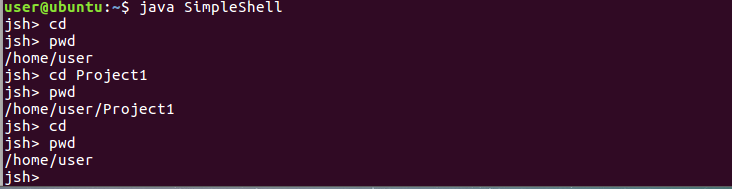 user@ubuntu:~$ java SimpleShell
jsh> cd
jsh> pwd
/home/user
jsh> cd Project1
jsh> pwd
/home/user/Project1
jsh> cd
jsh> pwd
/home/user
jsh>